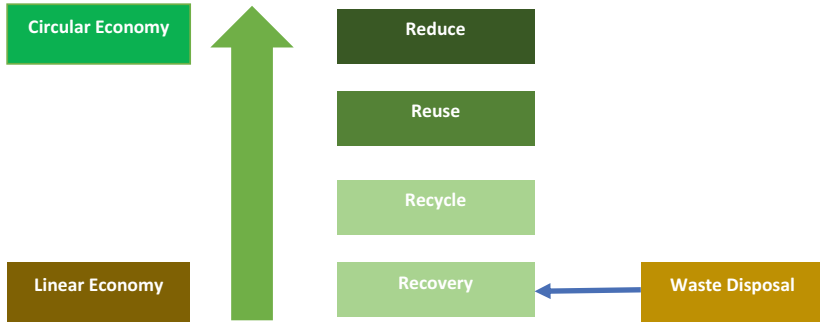 Circular Economy
Reduce
Reuse
Recycle
Linear Economy
Recovery
Waste Disposal